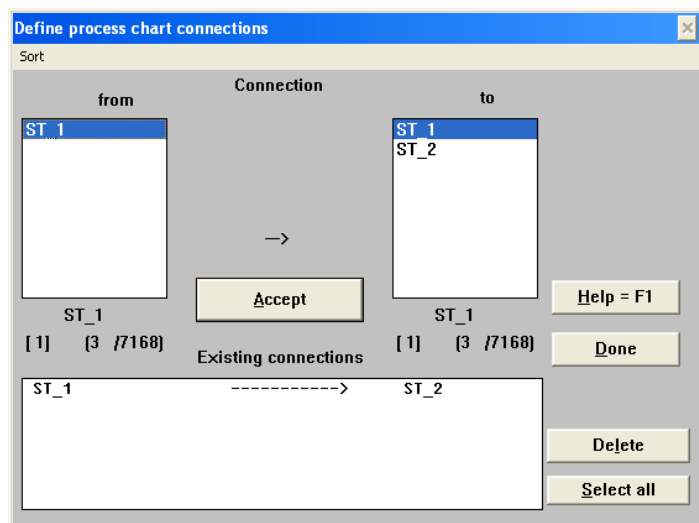 Define process chart connections
Sort
Connection
from
to
ST_1
ST_1
ST_2
-->
Accept
Help = F1
ST_1
ST_1
[ 1] (3 /7168)
[ 1] (3 /7168)
Done
Existing connections
ST_1 -----------> ST_2
Delete
Select all